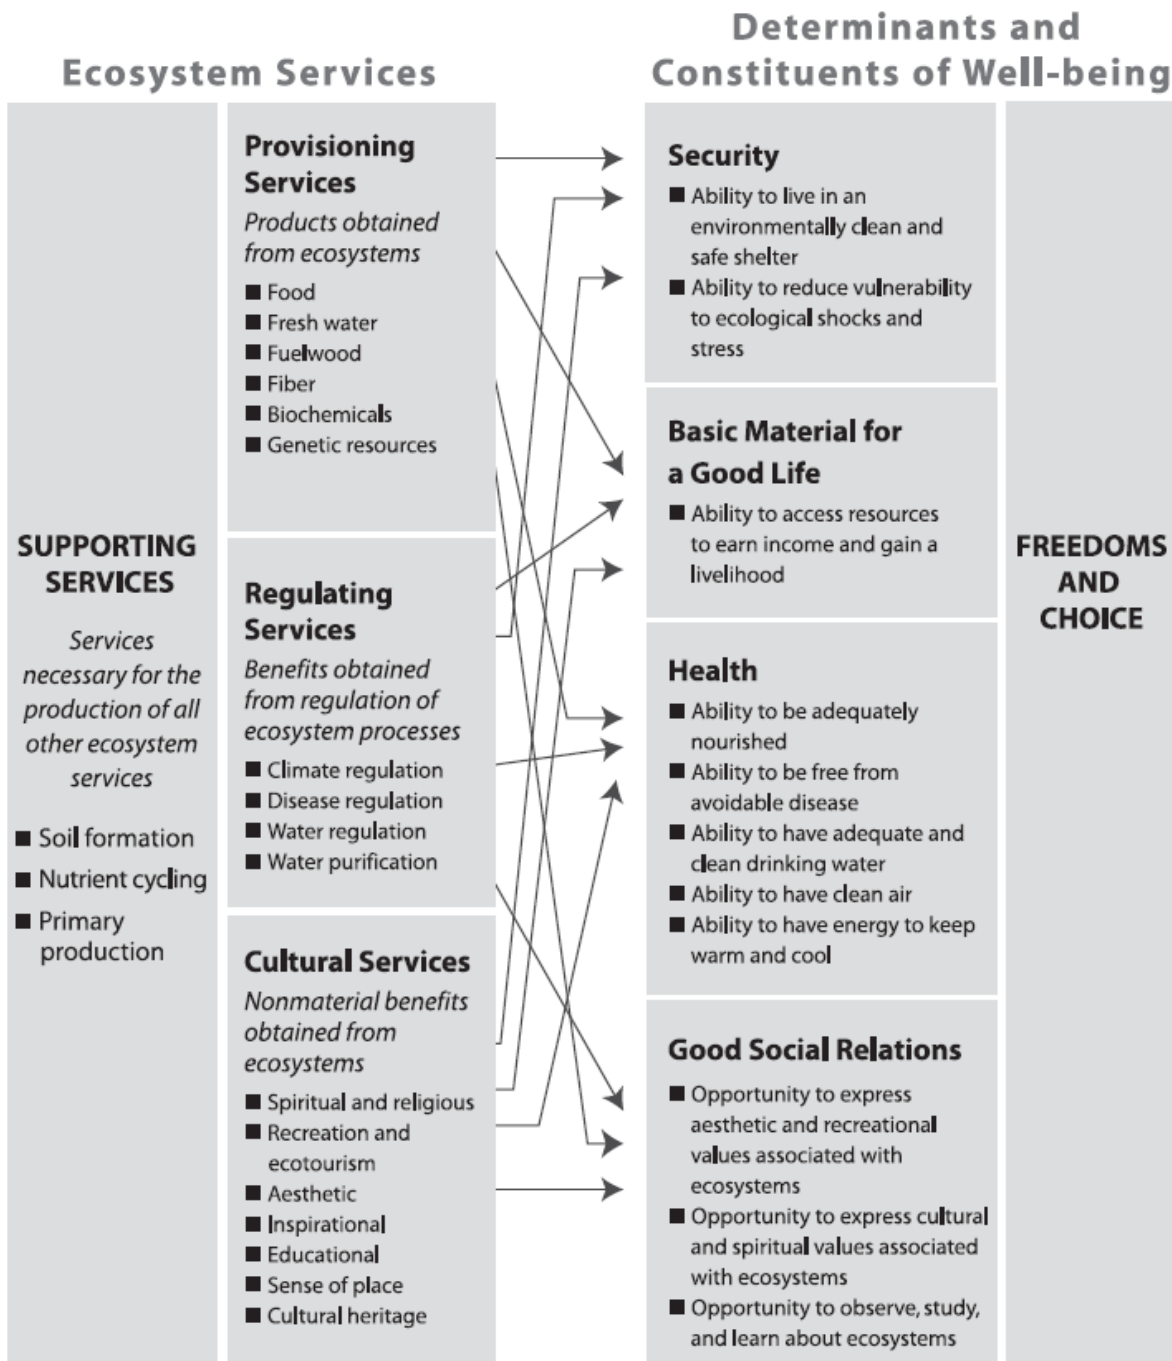 Ecosystem Services
Determinants and
Constituents of Well-being
SUPPORTING
SERVICES
Services
necessary for the
production of all
other ecosystem
services
■ Soil formation
■ Nutrient cycling
■ Primary
production
Provisioning
Services
Products obtained
from ecosystems
■ Food
■ Fresh water
■ Fuelwood
■ Fiber
■ Biochemicals
■ Genetic resources
Regulating
Services
Benefits obtained
from regulation of
ecosystem processes
■ Climate regulation
■ Disease regulation
■ Water regulation
■ Water purification
Cultural Services
Nonmaterial benefits
obtained from
ecosystems
■ Spiritual and religious
■ Recreation and
ecotourism
■ Aesthetic
■ Inspirational
■ Educational
■ Sense of place
■ Cultural heritage
Security
■ Ability to live in an
environmentally clean and
safe shelter
■ Ability to reduce vulnerability
to ecological shocks and
stress
Basic Material for
a Good Life
■ Ability to access resources
to earn income and gain a
livelihood
Health
■ Ability to be adequately
nourished
■ Ability to be free from
avoidable disease
■ Ability to have adequate and
clean drinking water
■ Ability to have clean air
■ Ability to have energy to keep
warm and cool
Good Social Relations
■ Opportunity to express
aesthetic and recreational
values associated with
ecosystems
■ Opportunity to express cultural
and spiritual values associated
with ecosystems
■ Opportunity to observe, study,
and learn about ecosystems
FREEDOMS
AND
CHOICE